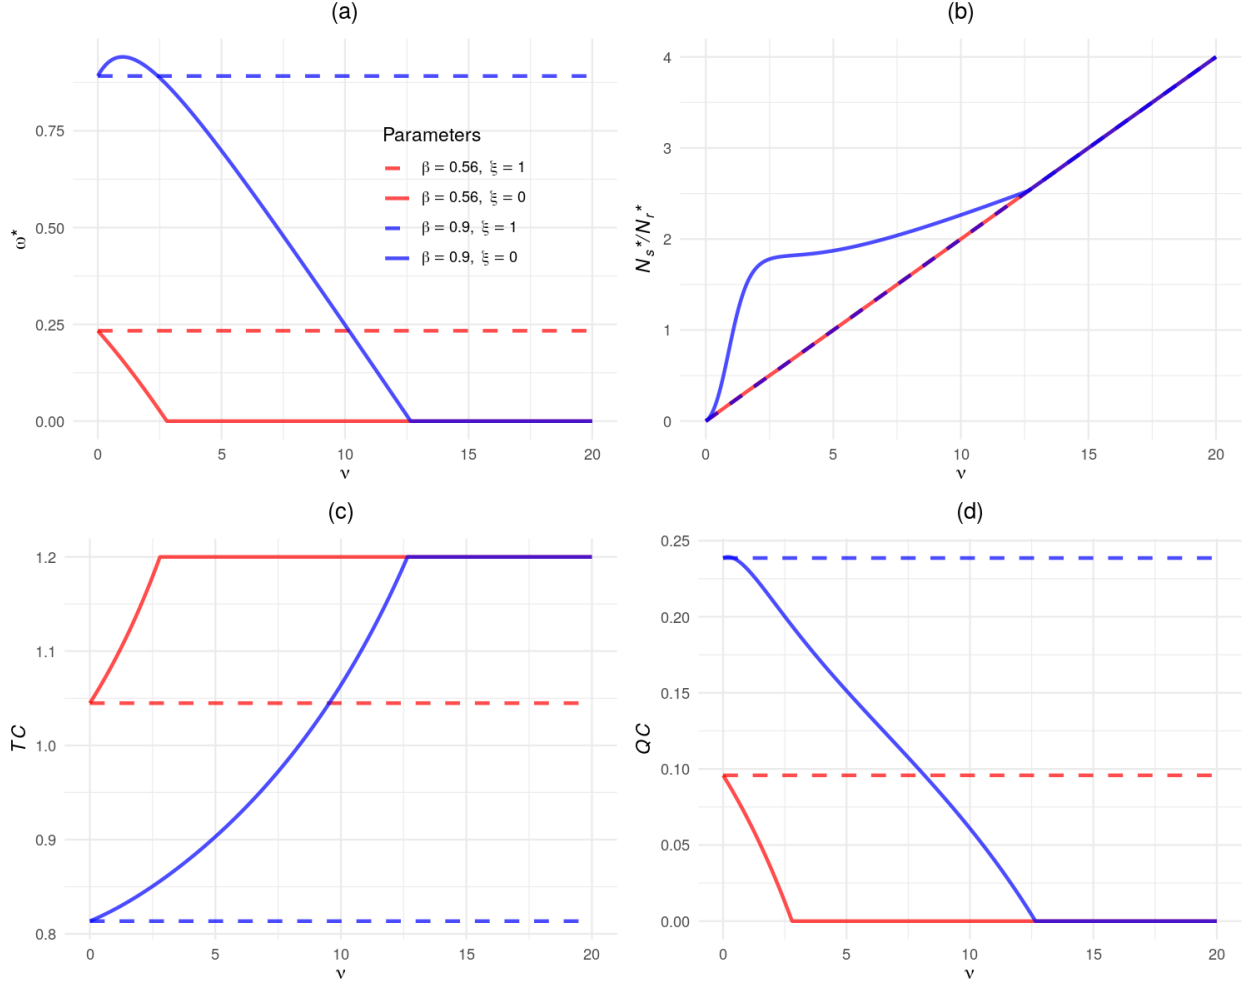 (a)
ω*
0.75
0.50
0.25
0.00
Parameters
β = 0.56, ξ = 1
β = 0.56, ξ = 0
β = 0.9, ξ = 1
β = 0.9, ξ = 0
0 5 10 15 20
ν
(b)
N_s*/N_r*
4
3
2
1
0
0 5 10 15 20
ν
(c)
TC
1.2
1.1
1.0
0.9
0.8
0 5 10 15 20
ν
(d)
QC
0.25
0.20
0.15
0.10
0.05
0.00
0 5 10 15 20
ν